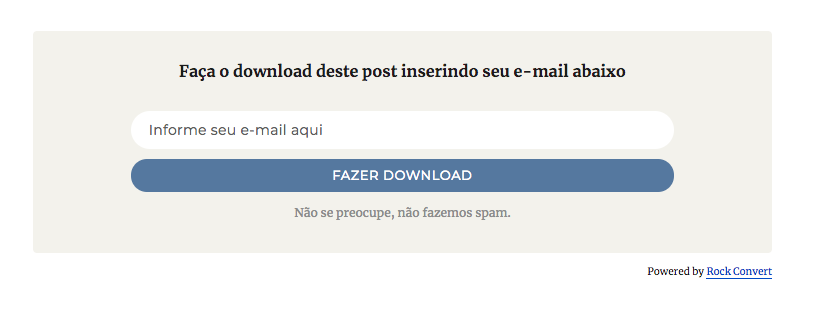 Faça o download deste post inserindo seu e-mail abaixo
Informe seu e-mail aqui
FAZER DOWNLOAD
Não se preocupe, não fazemos spam.
Powered by Rock Convert